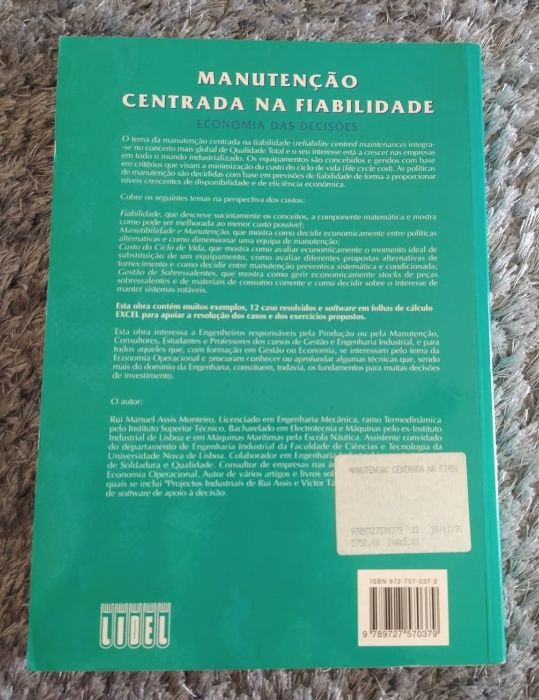 MANUTENÇÃO
CENTRADA NA FIABILIDADE
ECONOMIA DAS DECISÕES
O tema da manutenção centrada na fiabilidade (reliability centred maintenance) integra-
-se no conceito mais global de Qualidade Total e o seu interesse está a crescer nas empresas
em todo o mundo industrializado. Os equipamentos são concebidos e geridos com base
em critérios que visam a minimização do custo do ciclo de vida (life cycle cost). As políticas
de manutenção são decididas com base em previsões de fiabilidade de forma a proporcionar
níveis crescentes de disponibilidade e de eficiência económica.
Cobre os seguintes temas na perspectiva dos custos:
Fiabilidade, que descreve sucintamente os conceitos, a componente matemática e mostra
como pode ser melhorada ao menor custo possível;
Manutibilidade e Manutenção, que mostra como decidir economicamente entre políticas
alternativas e como dimensionar uma equipa de manutenção;
Custo do Ciclo de Vida, que mostra como avaliar economicamente o momento ideal de
substituição de um equipamento, como avaliar diferentes propostas alternativas de
fornecimento e como decidir entre manutenção preventiva sistemática e condicionada;
Gestão de Sobressalentes, que mostra como gerir economicamente stocks de peças
sobressalentes e de materiais de consumo corrente e como decidir sobre o interesse de
manter sistemas rotáveis.
Esta obra contém muitos exemplos, 12 caso resolvidos e software em folhas de cálculo
EXCEL para apoiar a resolução dos casos e dos exercícios propostos.
Esta obra interessa a Engenheiros responsáveis pela Produção ou pela Manutenção,
Consultores, Estudantes e Professores dos cursos de Gestão e Engenharia Industrial, e para
todos aqueles que, com formação em Gestão ou Economia, se interessam pelo tema da
Economia Operacional e procuram conhecer ou aprofundar algumas técnicas que, sendo
mais do domínio da Engenharia, constituem, todavia, os fundamentos para muitas decisões
de investimento.
O autor:
Rui Manuel Assis Monteiro, Licenciado em Engenharia Mecânica, ramo Termodinâmica
pelo Instituto Superior Técnico. Bacharelado em Electrotecnia e Máquinas pelo ex-Instituto
Industrial de Lisboa e em Máquinas Marítimas pela Escola Náutica. Assistente convidado
do departamento de Engenharia Industrial da Faculdade de Ciências e Tecnologia da
Universidade Nova de Lisboa. Colaborador em Engenharia
de Soldadura e Qualidade. Consultor de empresas nas
Economia Operacional. Autor de vários artigos e livros
quais se inclui "Projectos Industriais de Rui Assis e Victor
de software de apoio à decisão.
MANUTENCAO CENTRADA NA FIABI
9789727570379
ISBN 972-757-037-2
9 789727 570379
LIDEL